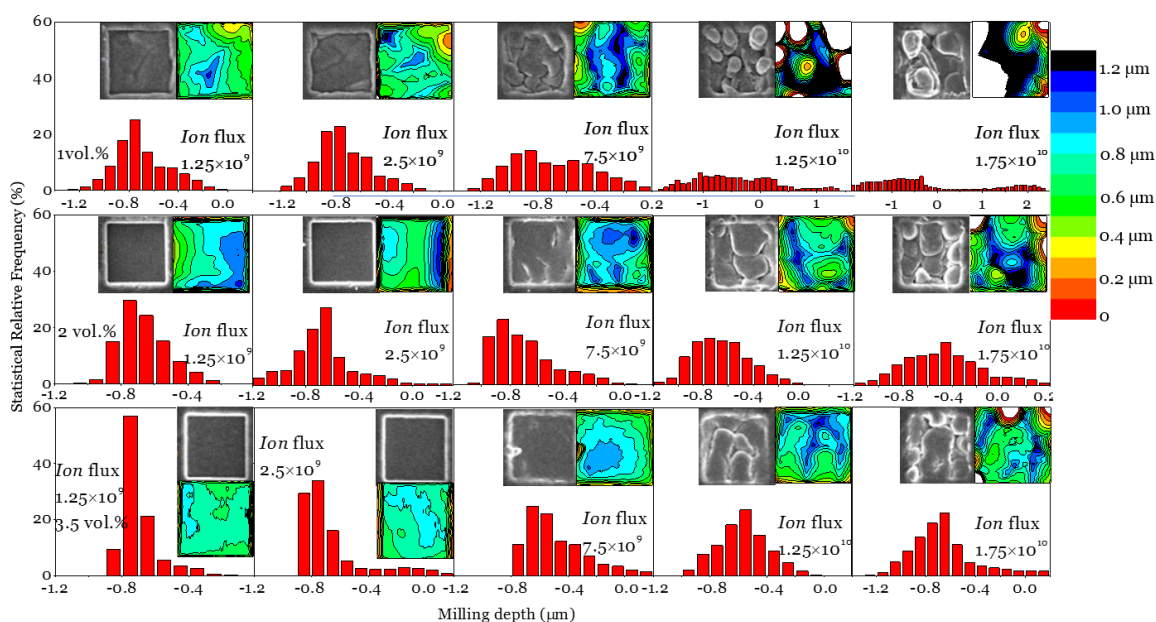 60
40
20
0
1vol.%
Ion flux
1.25×10⁹
Ion flux
2.5×10⁹
Ion flux
7.5×10⁹
Ion flux
1.25×10¹⁰
Ion flux
1.75×10¹⁰
-1.2 -0.8 -0.4 0.0 -1.2 -0.8 -0.4 0.0 -1.2 -0.8 -0.4 0.0 -2 -1 0 1 -1 0 1 2
1.2 µm
1.0 µm
0.8 µm
0.6 µm
0.4 µm
0.2 µm
0
Statistical Relative Frequency (%)
60
40
20
0
2 vol.%
Ion flux
1.25×10⁹
Ion flux
2.5×10⁹
Ion flux
7.5×10⁹
Ion flux
1.25×10¹⁰
Ion flux
1.75×10¹⁰
-1.2 -0.8 -0.4 -1.2 -0.8 -0.4 0.0 -1.2 -0.8 -0.4 0.0 -1.2 -0.8 -0.4 0.0 -1.2 -0.8 -0.4 0.0 0.2
60
40
20
0
Ion flux
1.25×10⁹
3.5 vol.%
Ion flux
2.5×10⁹
Ion flux
7.5×10⁹
Ion flux
1.25×10¹⁰
Ion flux
1.75×10¹⁰
-1.2 -0.8 -0.4 -1.2 -0.8 -0.4 0.0 -1.2 -0.8 -0.4 0.0 -1.2 -0.8 -0.4 0.0 -1.2 -0.8 -0.4 0.0
Milling depth (µm)